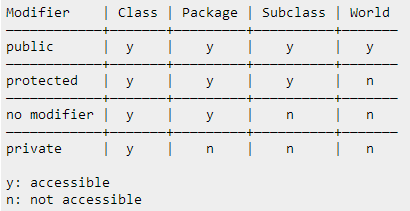 Modifier    | Class | Package | Subclass | World
————————————+———————+—————————+——————————+———————
public      |  y    |    y    |    y     |   y
————————————+———————+—————————+——————————+———————
protected   |  y    |    y    |    y     |   n
————————————+———————+—————————+——————————+———————
no modifier |  y    |    y    |    n     |   n
————————————+———————+—————————+——————————+———————
private     |  y    |    n    |    n     |   n

y: accessible
n: not accessible